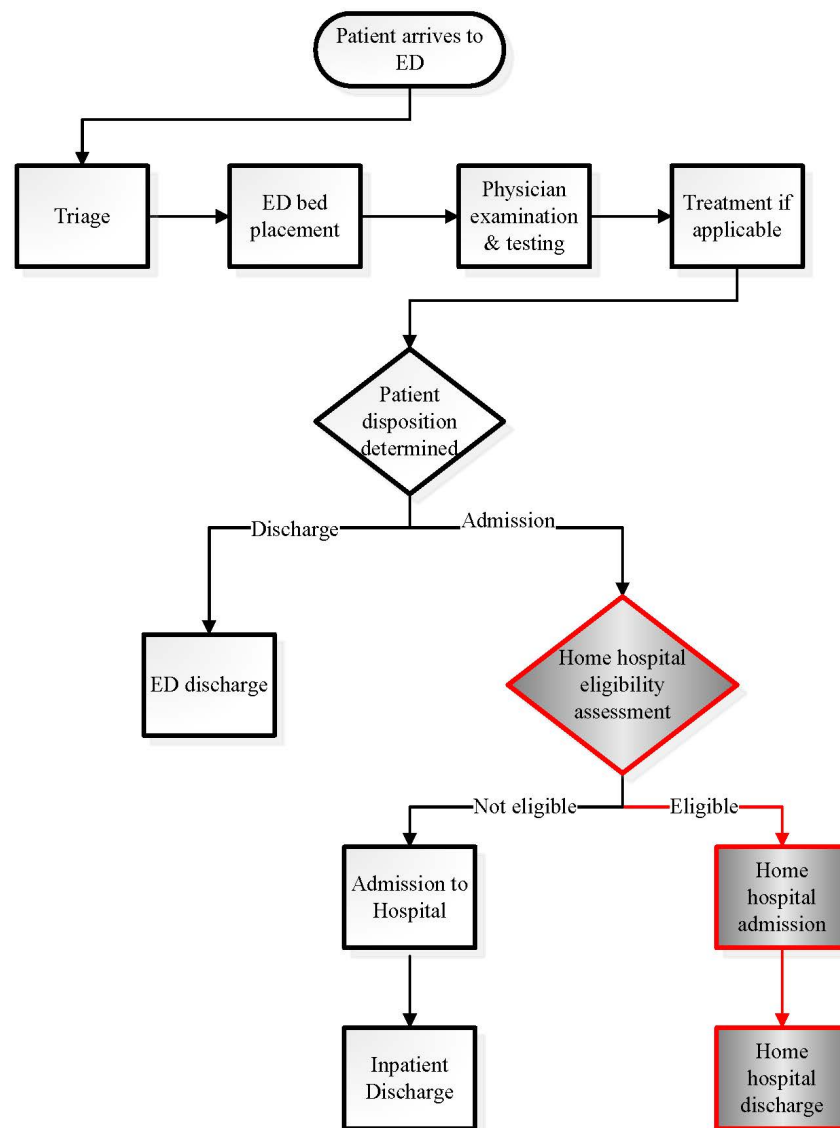 Patient arrives to
ED
Triage
ED bed
placement
Physician
examination
& testing
Treatment if
applicable
Patient
disposition
determined
Discharge
Admission
ED discharge
Home hospital
eligibility
assessment
Not eligible
Eligible
Admission to
Hospital
Home
hospital
admission
Inpatient
Discharge
Home
hospital
discharge